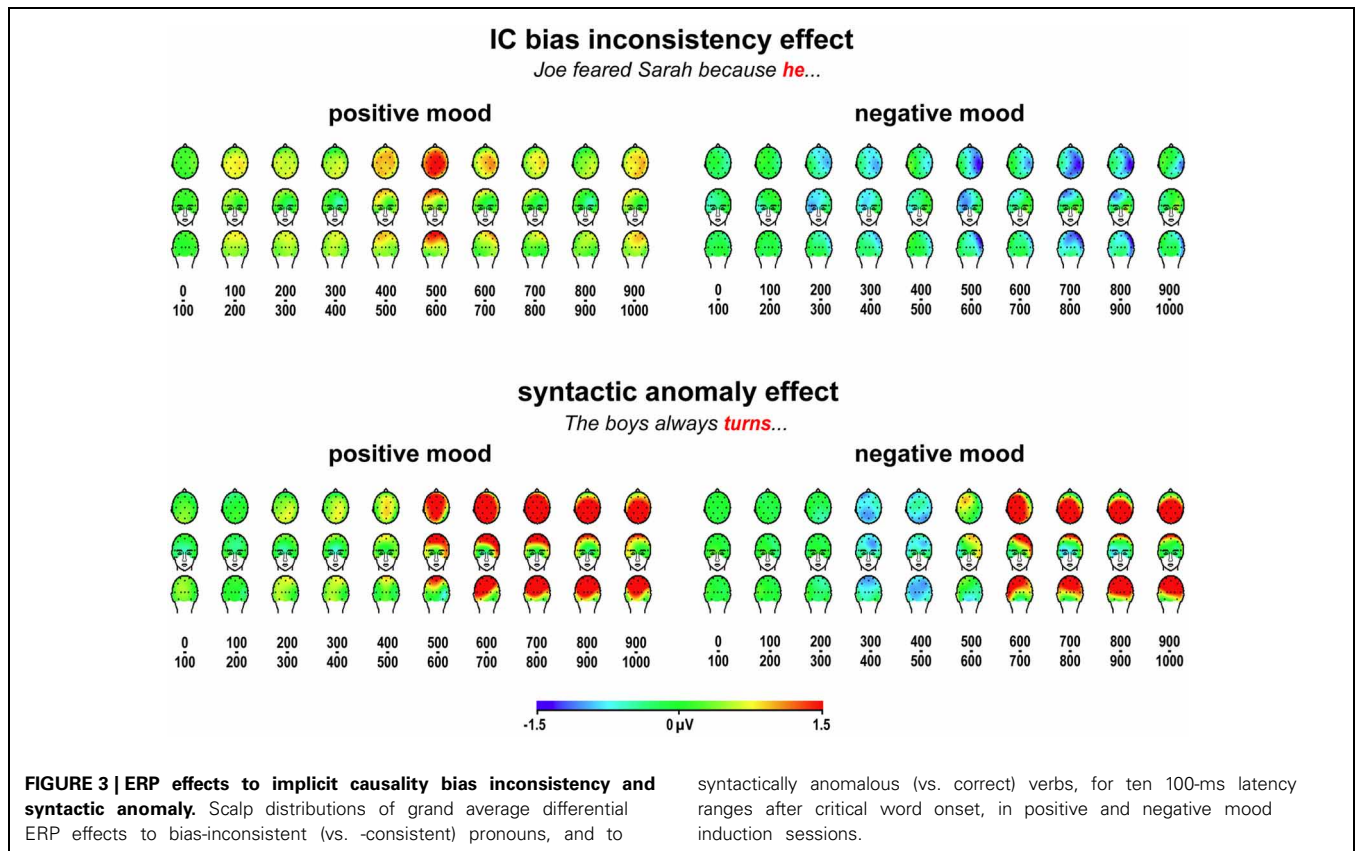 IC bias inconsistency effect
Joe feared Sarah because he...
positive mood
negative mood
0 100 200 300 400 500 600 700 800 900 0 100 200 300 400 500 600 700 800 900
100 200 300 400 500 600 700 800 900 1000 100 200 300 400 500 600 700 800 900 1000
syntactic anomaly effect
The boys always turns...
positive mood
negative mood
0 100 200 300 400 500 600 700 800 900 0 100 200 300 400 500 600 700 800 900
100 200 300 400 500 600 700 800 900 1000 100 200 300 400 500 600 700 800 900 1000
-1.5 0 µV 1.5
FIGURE 3 | ERP effects to implicit causality bias inconsistency and
syntactic anomaly. Scalp distributions of grand average differential
ERP effects to bias-inconsistent (vs. -consistent) pronouns, and to
syntactically anomalous (vs. correct) verbs, for ten 100-ms latency
ranges after critical word onset, in positive and negative mood
induction sessions.